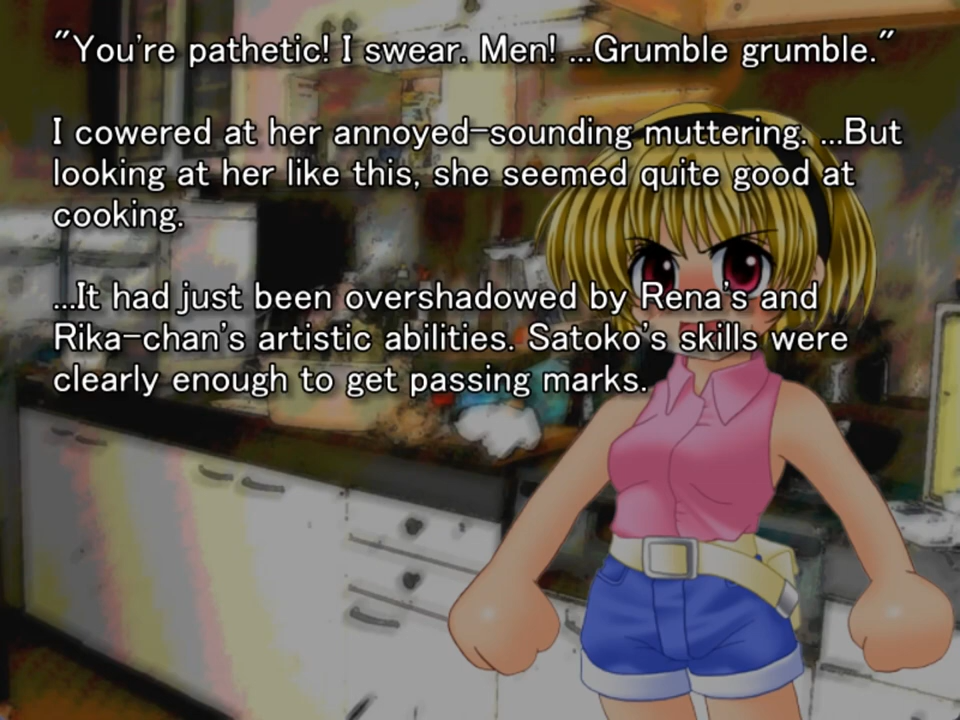 "You're pathetic! I swear. Men! ...Grumble grumble."
I cowered at her annoyed-sounding muttering. ...But
looking at her like this, she seemed quite good at
cooking.
...It had just been overshadowed by Rena's and
Rika-chan's artistic abilities. Satoko's skills were
clearly enough to get passing marks.